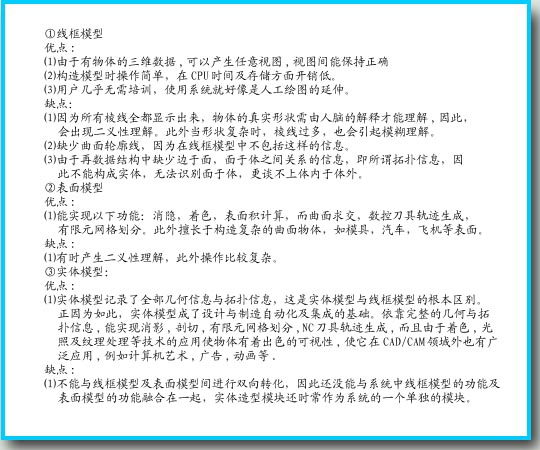 ①线框模型
优点：
(1)由于有物体的三维数据,可以产生任意视图,视图间能保持正确
(2)构造模型时操作简单，在CPU时间及存储方面开销低。
(3)用户几乎无需培训，使用系统就好像是人工绘图的延伸。
缺点：
(1)因为所有棱线全都显示出来，物体的真实形状需由人脑的解释才能理解,因此，
会出现二义性理解。此外当形状复杂时，棱线过多，也会引起模糊理解。
(2)缺少曲面轮廓线，因为在线框模型中不包括这样的信息。
(3)由于再数据结构中缺少边于面，面于体之间关系的信息，即所谓拓扑信息，因
此不能构成实体，无法识别面于体，更谈不上体内于体外。
②表面模型
优点：
(1)能实现以下功能：消隐，着色，表面积计算，而曲面求交，数控刀具轨迹生成，
有限元网格划分。此外擅长于构造复杂的曲面物体，如模具，汽车，飞机等表面。
缺点：
(1)有时产生二义性理解，此外操作比较复杂。
③实体模型：
优点：
(1)实体模型记录了全部几何信息与拓扑信息，这是实体模型与线框模型的根本区别。
正因为如此，实体模型成了设计与制造自动化及集成的基础。依靠完整的几何与拓
扑信息,能实现消影,剖切,有限元网格划分,NC刀具轨迹生成,而且由于着色,光
照及纹理处理等技术的应用使物体有着出色的可视性,使它在CAD/CAM领域外也有广
泛应用,例如计算机艺术,广告,动画等.
缺点：
(1)不能与线框模型及表面模型间进行双向转化，因此还没能与系统中线框模型的功能及
表面模型的功能融合在一起，实体造型模块还时常作为系统的一个单独的模块。